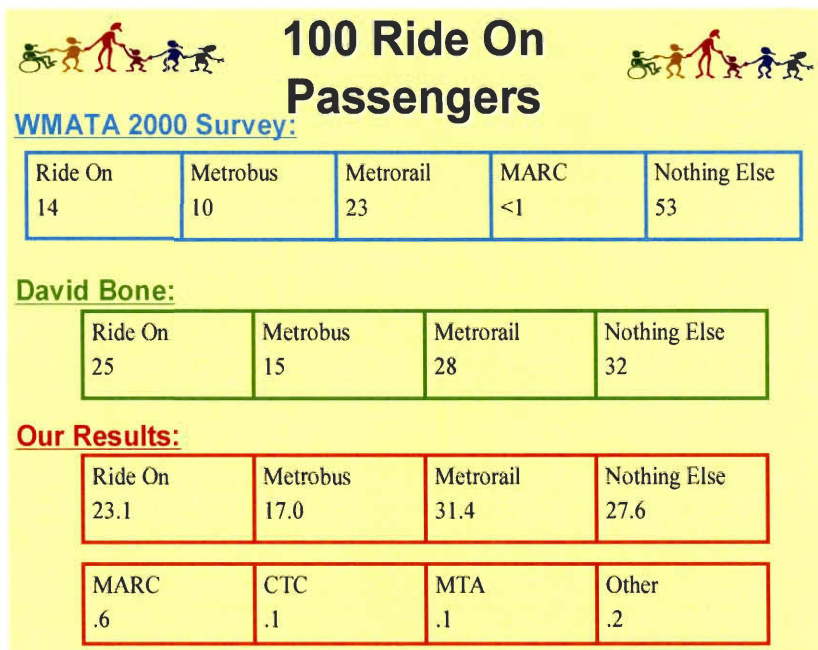 100 Ride On
Passengers
WMATA 2000 Survey:
Ride On Metrobus Metrorail MARC Nothing Else
14 10 23 <1 53
David Bone:
Ride On Metrobus Metrorail Nothing Else
25 15 28 32
Our Results:
Ride On Metrobus Metrorail Nothing Else
23.1 17.0 31.4 27.6
MARC CTC MTA Other
.6 .1 .1 .2